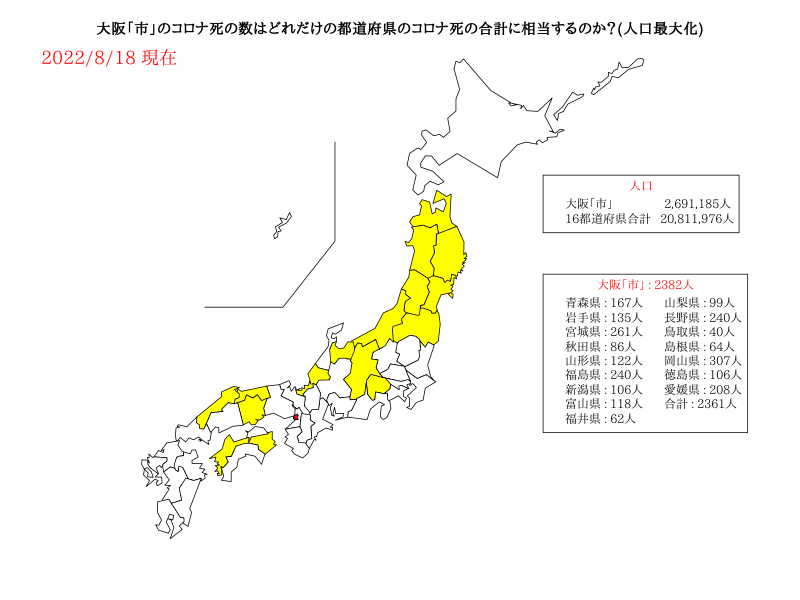 大阪「市」のコロナ死の数はどれだけの都道府県のコロナ死の合計に相当するのか?(人口最大化)
2022/8/18 現在
人口
大阪「市」 2,691,185人
16都道府県合計 20,811,976人
大阪「市」 : 2382人
青森県 : 167人 山梨県 : 99人
岩手県 : 135人 長野県 : 240人
宮城県 : 261人 鳥取県 : 40人
秋田県 : 86人 島根県 : 64人
山形県 : 122人 岡山県 : 307人
福島県 : 240人 徳島県 : 106人
新潟県 : 106人 愛媛県 : 208人
富山県 : 118人 合計 : 2361人
福井県 : 62人